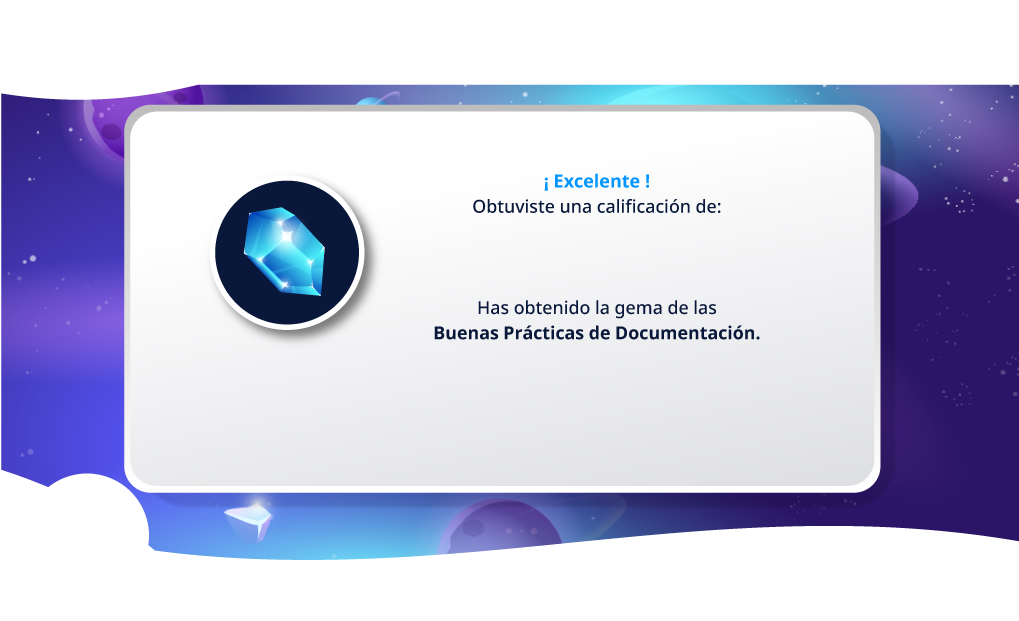 ¡ Excelente !
Obtuviste una calificación de:
Has obtenido la gema de las
Buenas Prácticas de Documentación.